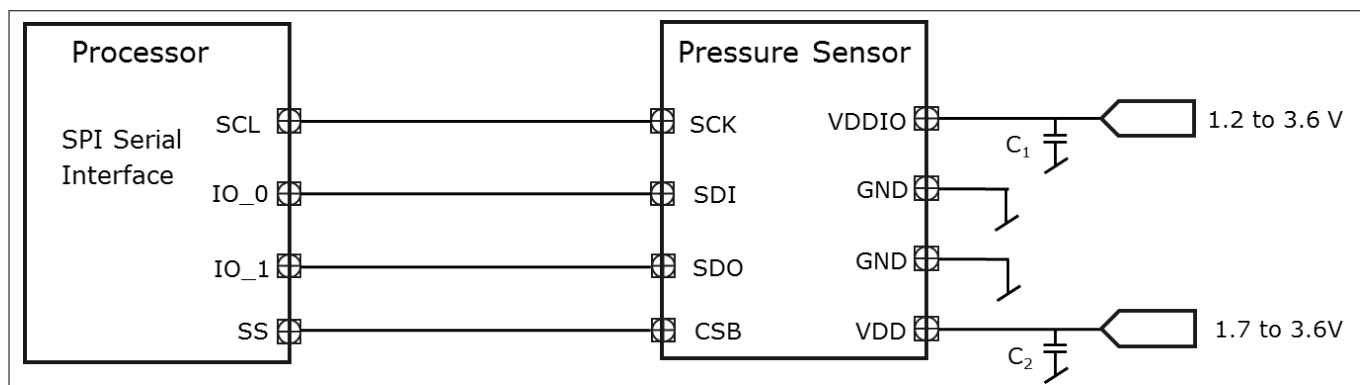 Processor
SPI Serial
Interface
SCL
IO_0
IO_1
SS
Pressure Sensor
SCK
SDI
SDO
CSB
VDDIO
GND
GND
VDD
C1
C2
1.2 to 3.6 V
1.7 to 3.6V